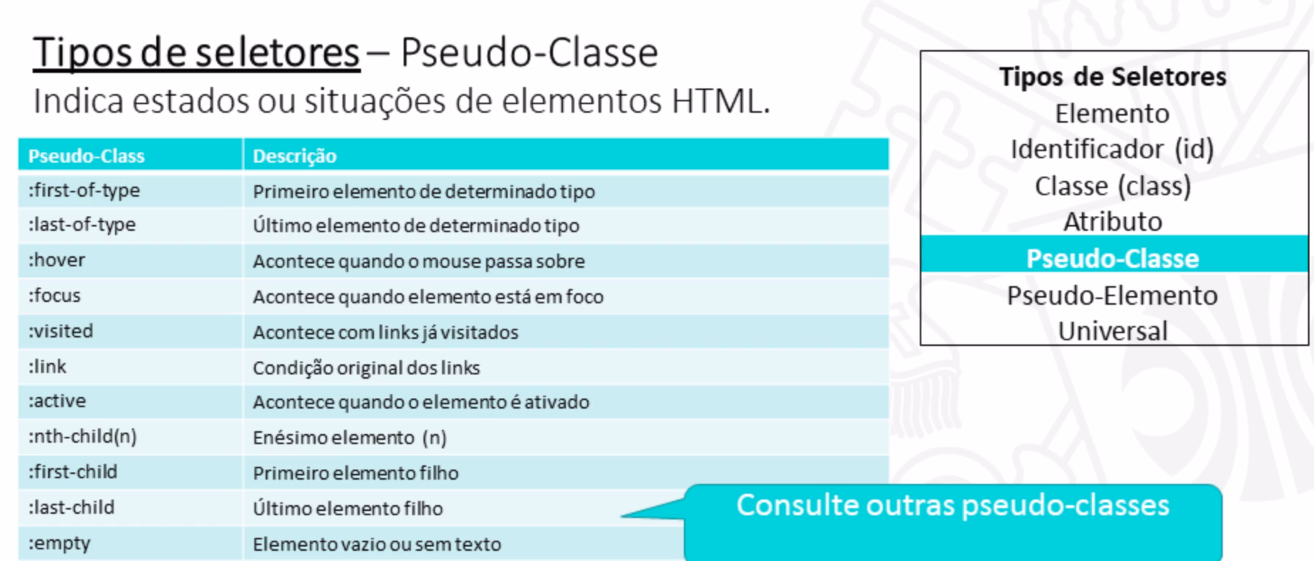 Tipos de seletores – Pseudo-Classe
Indica estados ou situações de elementos HTML.
Pseudo-Class Descrição
:first-of-type Primeiro elemento de determinado tipo
:last-of-type Último elemento de determinado tipo
:hover Acontece quando o mouse passa sobre
:focus Acontece quando elemento está em foco
:visited Acontece com links já visitados
:link Condição original dos links
:active Acontece quando o elemento é ativado
:nth-child(n) Enésimo elemento (n)
:first-child Primeiro elemento filho
:last-child Último elemento filho
:empty Elemento vazio ou sem texto
Tipos de Seletores
Elemento
Identificador (id)
Classe (class)
Atributo
Pseudo-Classe
Pseudo-Elemento
Universal
Consulte outras pseudo-classes